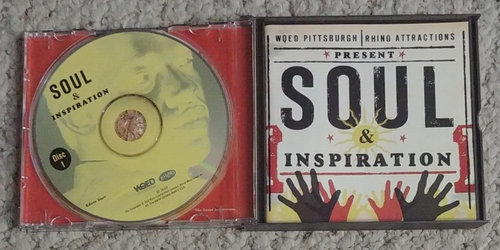 SOUL
&
INSPIRATION
Disc
1
WQED
WQED PITTSBURGH | RHINO ATTRACTIONS
PRESENT
SOUL
&
INSPIRATION